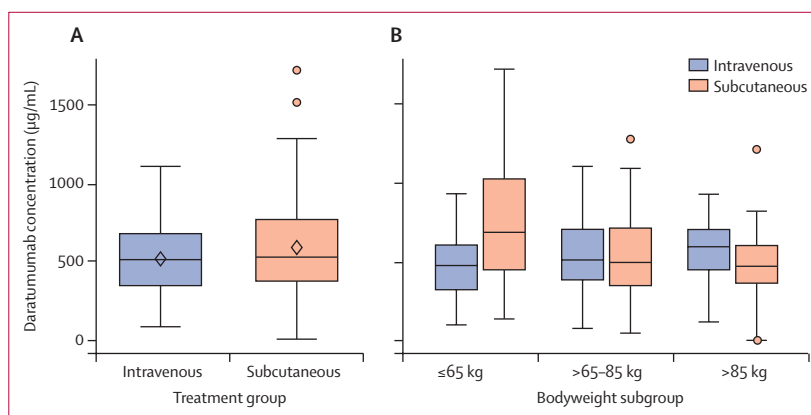 A
B
Intravenous
Subcutaneous
Daratumumab concentration (µg/mL)
1500
1000
500
0
Intravenous
Subcutaneous
Treatment group
≤65 kg
>65–85 kg
>85 kg
Bodyweight subgroup